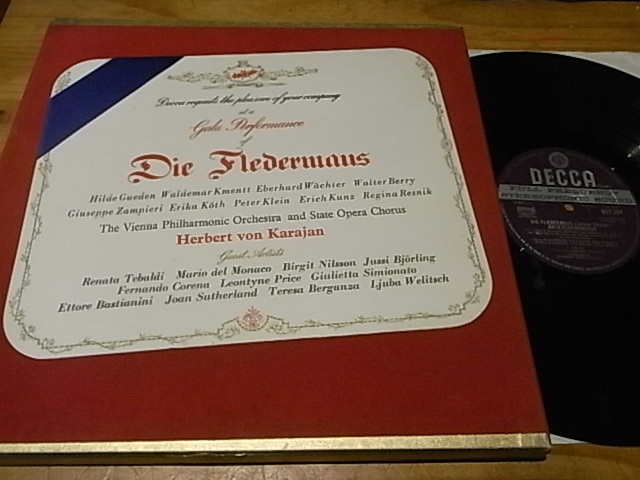 Decca requests the pleasure of your company
at a
Gala Performance
of
Die Fledermaus
Hilde Gueden Waldemar Kmentt Eberhard Wächter Walter Berry
Giuseppe Zampieri Erika Köth Peter Klein Erich Kunz Regina Resnik
The Vienna Philharmonic Orchestra and State Opera Chorus
Herbert von Karajan
Guest Artists
Renata Tebaldi Mario del Monaco Birgit Nilsson Jussi Björling
Fernando Corena Leontyne Price Giulietta Simionato
Ettore Bastianini Joan Sutherland Teresa Berganza Ljuba Welitsch
DECCA
FULL FREQUENCY
STEREOPHONIC SOUND
DIE FLEDERMAUS